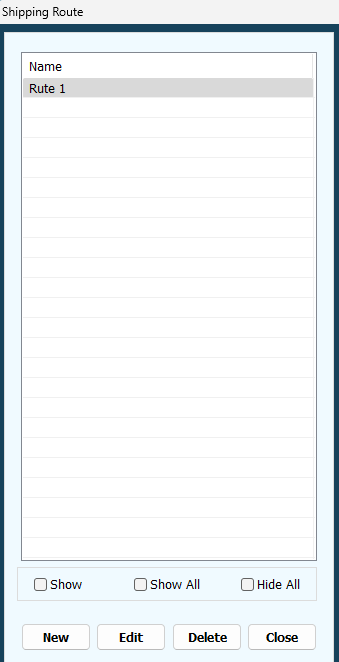 Shipping Route
Name
Rute 1
Show Show All Hide All
New Edit Delete Close